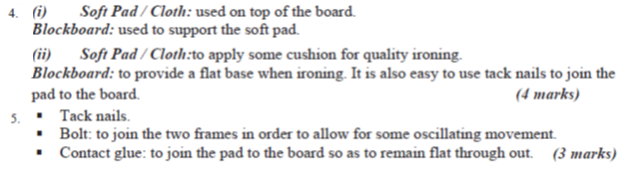 4. (i) Soft Pad / Cloth: used on top of the board.
Blockboard: used to support the soft pad.
(ii) Soft Pad / Cloth:to apply some cushion for quality ironing.
Blockboard: to provide a flat base when ironing. It is also easy to use tack nails to join the
pad to the board. (4 marks)
5. ▪ Tack nails.
▪ Bolt: to join the two frames in order to allow for some oscillating movement.
▪ Contact glue: to join the pad to the board so as to remain flat through out. (3 marks)